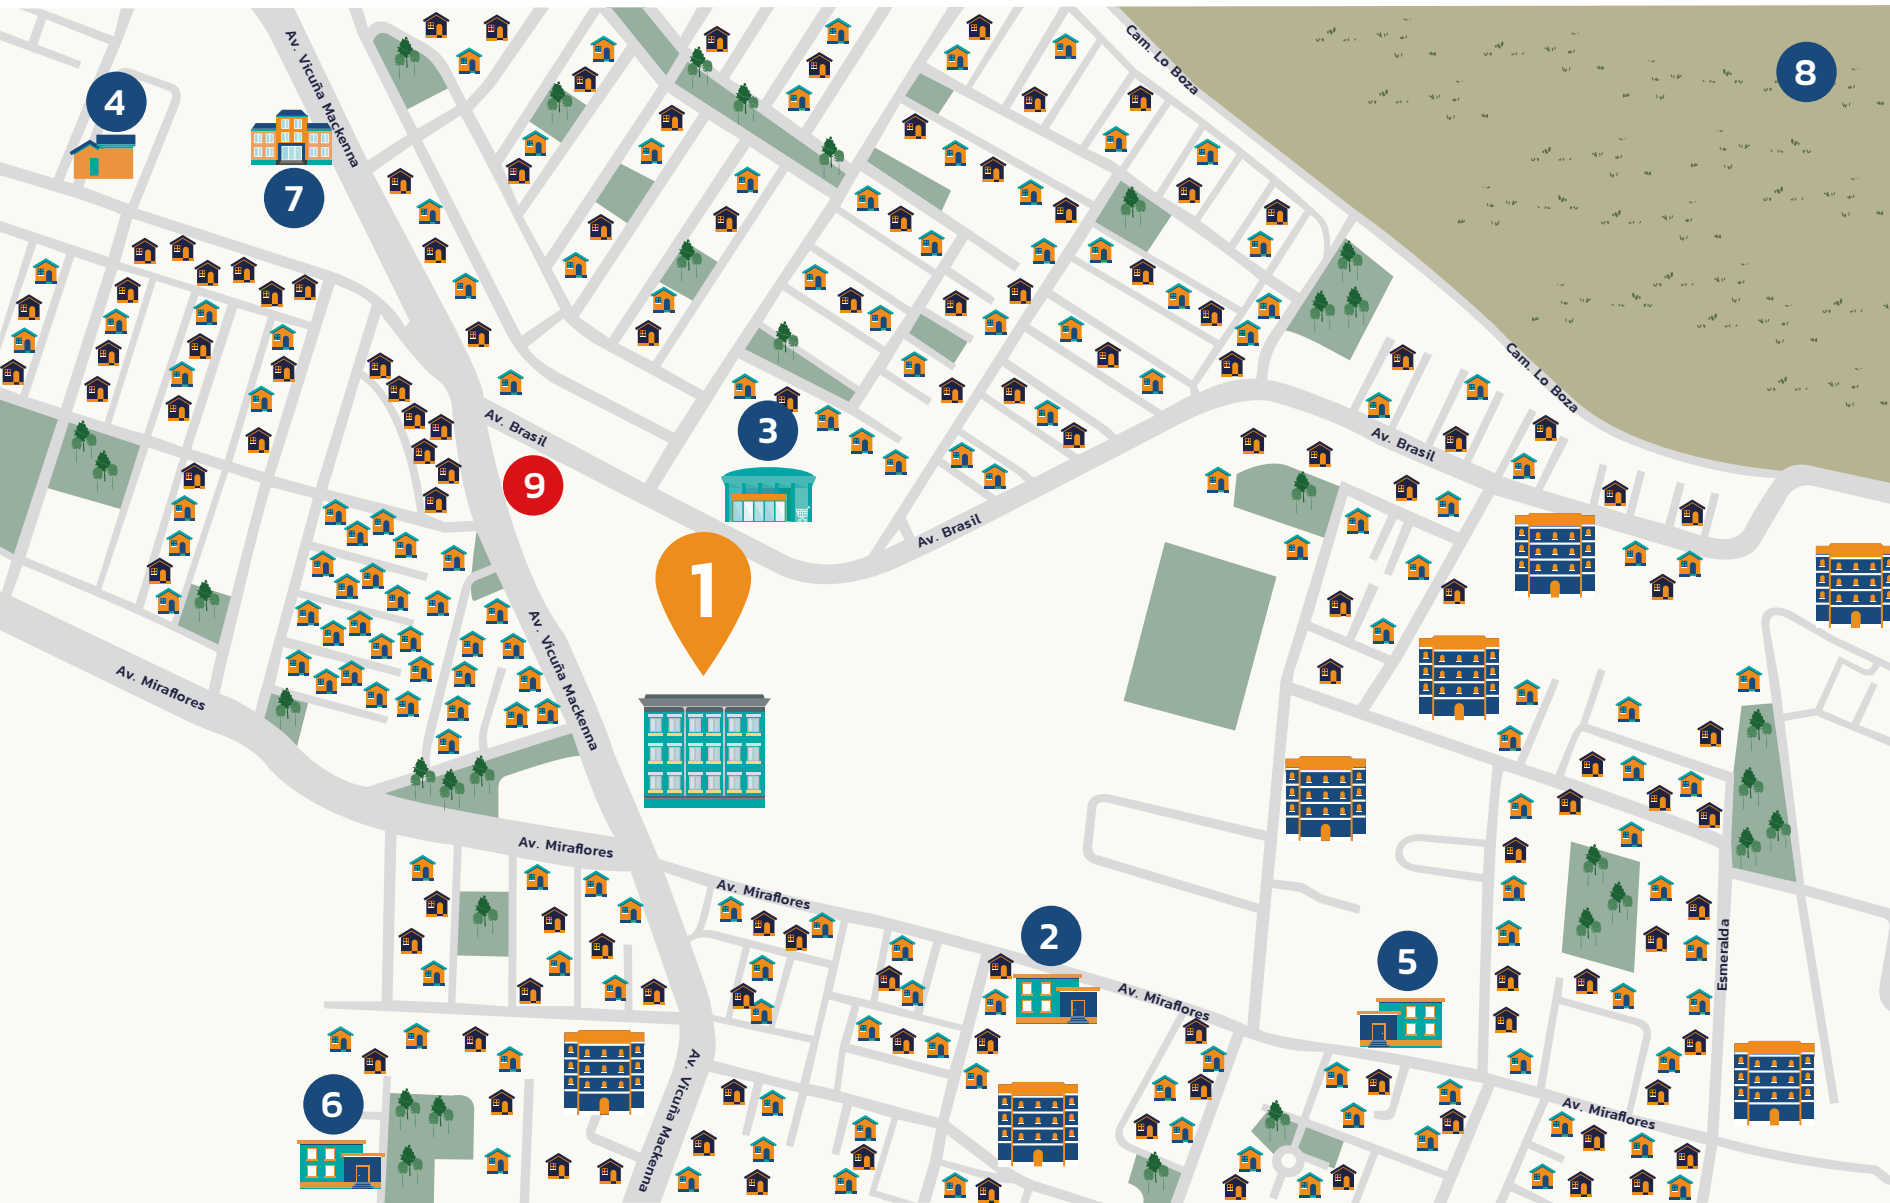 Cam. Lo Boza
8
Av. Vicuña Mackenna
4
7
Cam. Lo Boza
Av. Brasil
3
Av. Brasil
9
Av. Brasil
1
Av. Vicuña Mackenna
Av. Miraflores
Av. Miraflores
Av. Miraflores
2
5
Esmeralda
Av. Miraflores
6
Av. Vicuña Mackenna
Av. Miraflores